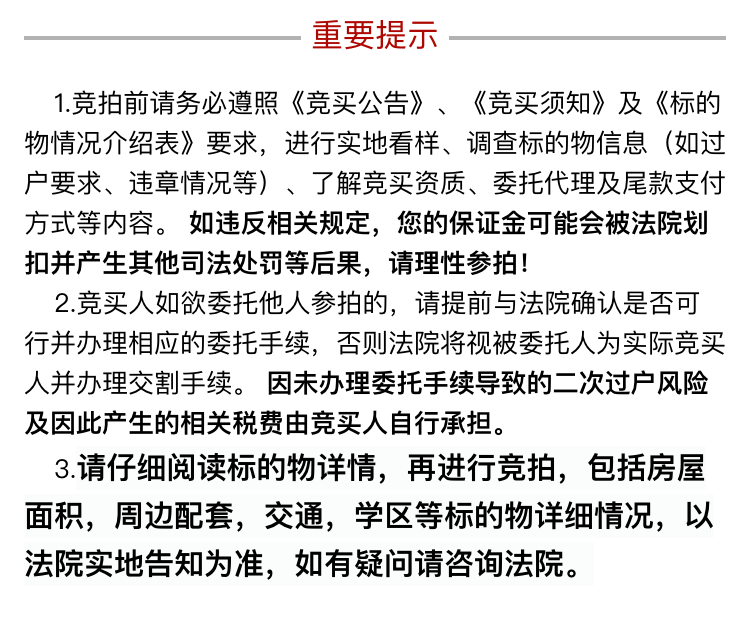 重要提示
1.竞拍前请务必遵照《竞买公告》、《竞买须知》及《标的
物情况介绍表》要求，进行实地看样、调查标的物信息（如过
户要求、违章情况等）、了解竞买资质、委托代理及尾款支付
方式等内容。 如违反相关规定，您的保证金可能会被法院划
扣并产生其他司法处罚等后果，请理性参拍！
2.竞买人如欲委托他人参拍的，请提前与法院确认是否可
行并办理相应的委托手续，否则法院将视被委托人为实际竞买
人并办理交割手续。 因未办理委托手续导致的二次过户风险
及因此产生的相关税费由竞买人自行承担。
3.请仔细阅读标的物详情，再进行竞拍，包括房屋
面积，周边配套，交通，学区等标的物详细情况，以
法院实地告知为准，如有疑问请咨询法院。